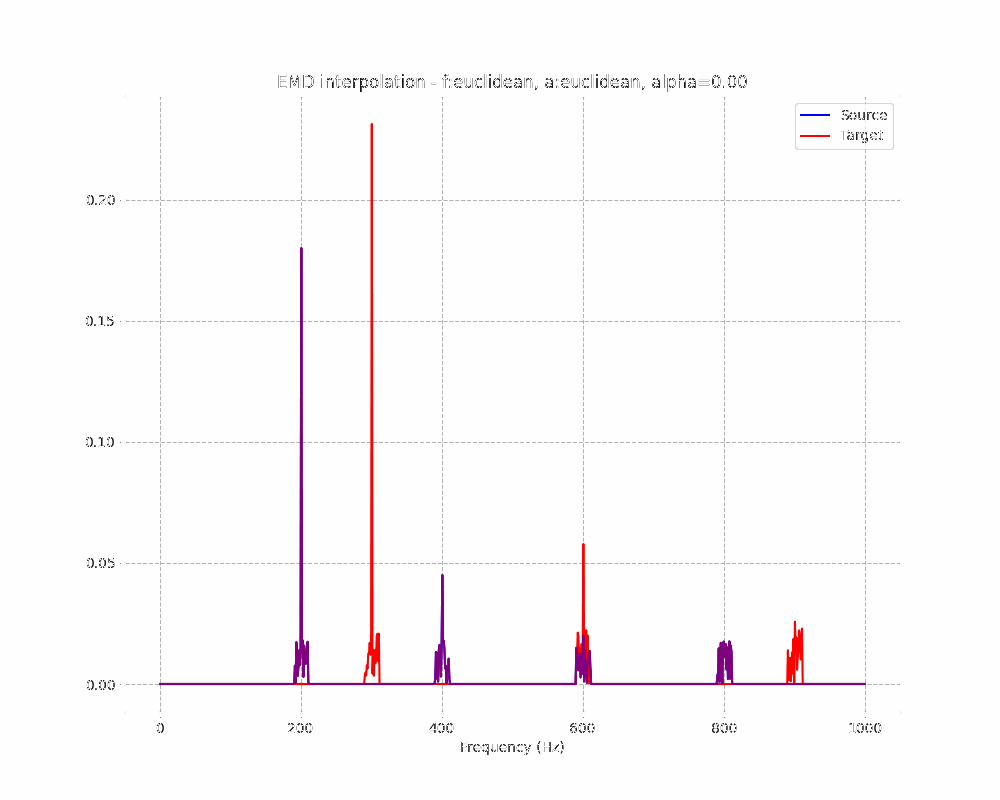 EMD interpolation - f:euclidean, a:euclidean, alpha=0.00
Source
Target
0.20
0.15
0.10
0.05
0.00
0 200 400 600 800 1000
Frequency (Hz)